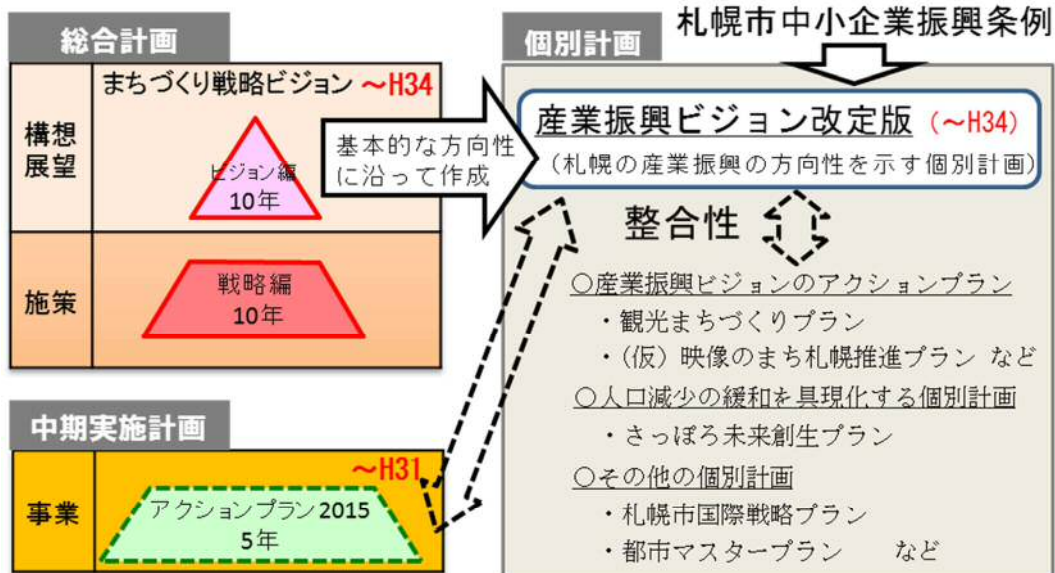 総合計画
まちづくり戦略ビジョン ～H34
構想
展望
ビジョン編
10年
施策
戦略編
10年
基本的な方向性
に沿って作成
中期実施計画
～H31
事業
アクションプラン2015
5年
札幌市中小企業振興条例
個別計画
産業振興ビジョン改定版 (～H34)
(札幌の産業振興の方向性を示す個別計画)
整合性
○産業振興ビジョンのアクションプラン
・観光まちづくりプラン
・(仮) 映像のまち札幌推進プラン など
○人口減少の緩和を具現化する個別計画
・さっぽろ未来創生プラン
○その他の個別計画
・札幌市国際戦略プラン
・都市マスタープラン など